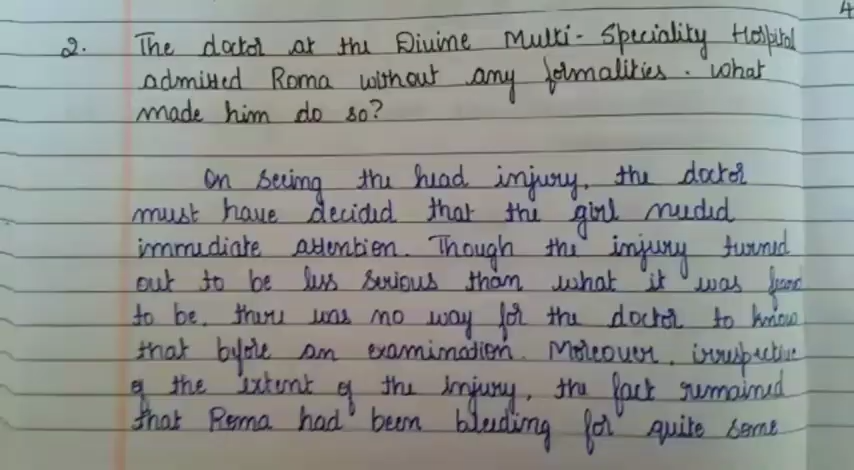 4
2. The doctor at the Divine Multi-Speciality Hospital
admitted Roma without any formalities. What
made him do so?
On seeing the head injury, the doctor
must have decided that the girl needed
immediate attention. Though the injury turned
out to be less serious than what it was feared
to be, there was no way for the doctor to know
that before an examination. Moreover, irrespective
of the extent of the injury, the fact remained
that Roma had been bleeding for quite some